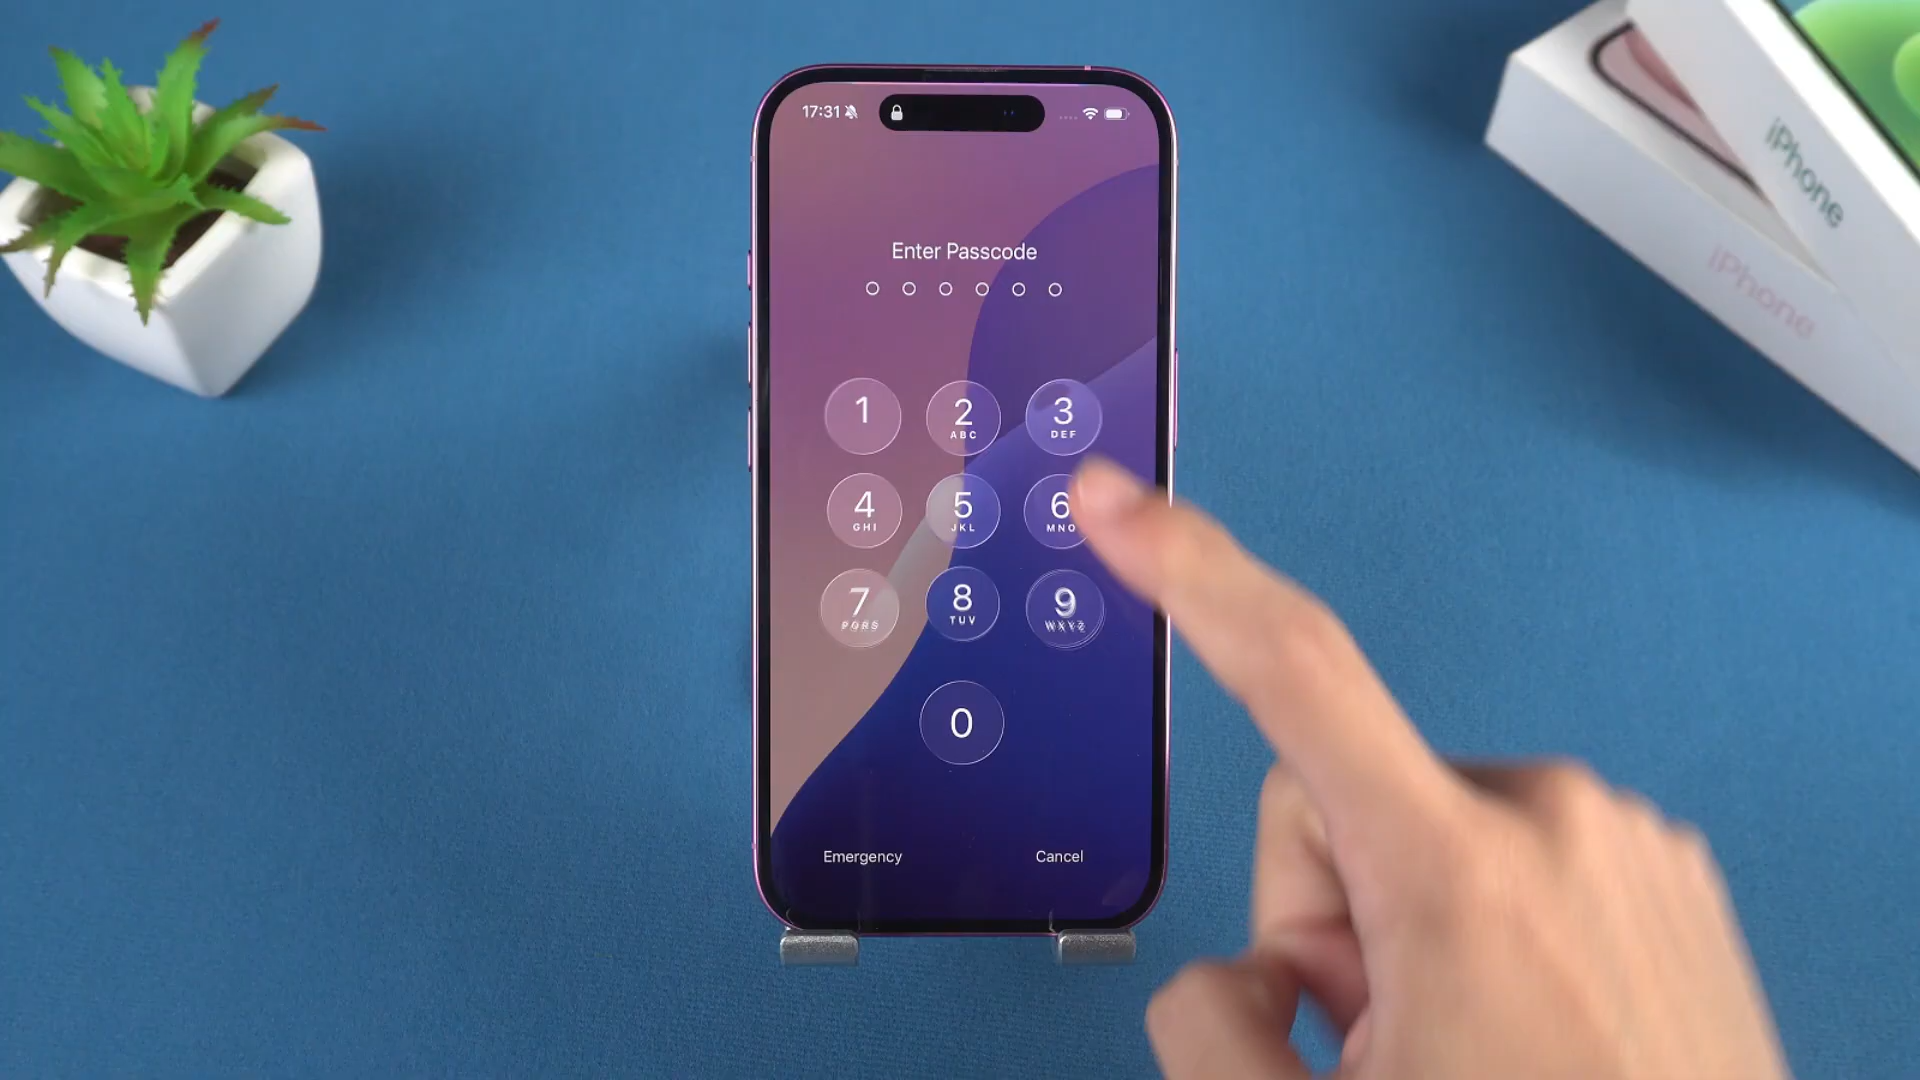 17:31
Enter Passcode
1
2
ABC
3
DEF
4
GHI
5
JKL
6
MNO
7
PQRS
8
TUV
9
WXYZ
0
Emergency
Cancel
iPhone
iPhone